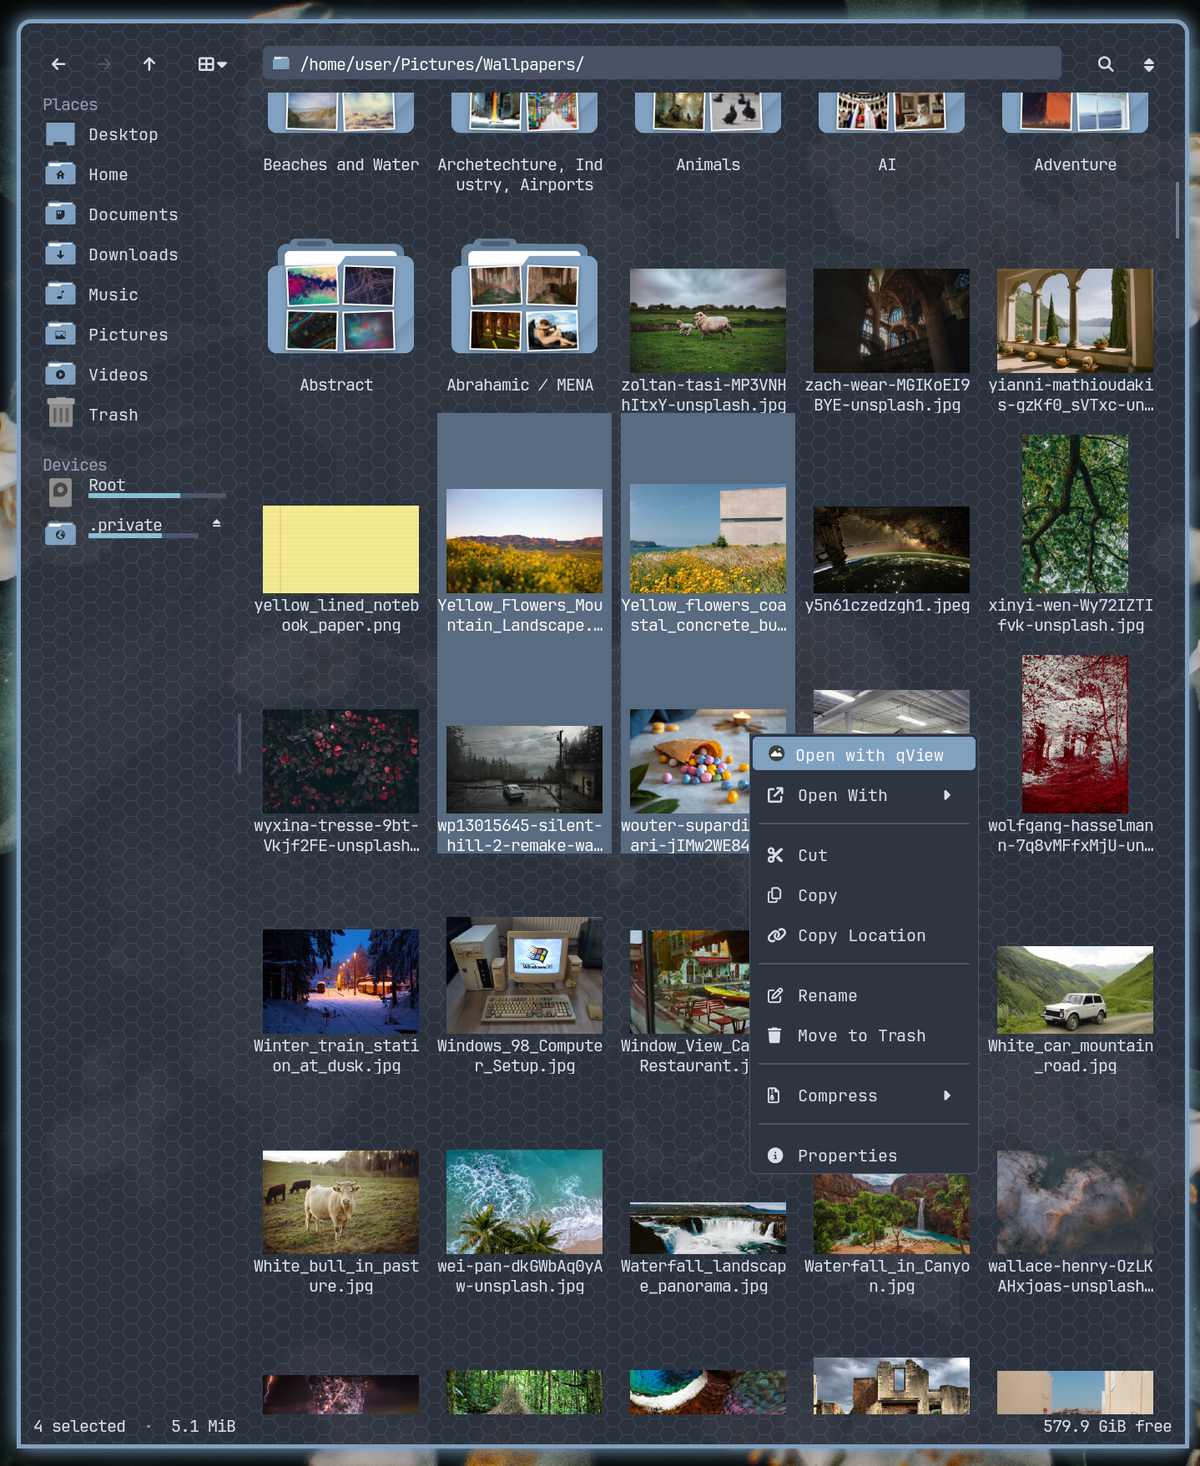 /home/user/Pictures/Wallpapers/
Places
Desktop
Home
Documents
Downloads
Music
Pictures
Videos
Trash
Devices
Root
.private
Beaches and Water
Archetechture, Ind
ustry, Airports
Animals
AI
Adventure
Abstract
Abrahamic / MENA
zoltan-tasi-MP3VNH
hItxY-unsplash.jpg
zach-wear-MGIKoEI9
BYE-unsplash.jpg
yianni-mathioudaki
s-gzKf0_sVTxc-un…
yellow_lined_noteb
ook_paper.png
Yellow_Flowers_Mou
ntain_Landscape.…
Yellow_flowers_coa
stal_concrete_bu…
y5n61czedzgh1.jpeg
xinyi-wen-Wy72IZTI
fvk-unsplash.jpg
wyxina-tresse-9bt-
Vkjf2FE-unsplash…
wp13015645-silent-
hill-2-remake-wa…
wouter-supardi
ari-jIMw2WE84
wolfgang-hasselman
n-7q8vMFfxMjU-un…
Open with qView
Open With
Cut
Copy
Copy Location
Rename
Move to Trash
Compress
Properties
Winter_train_stati
on_at_dusk.jpg
Windows 98
Windows_98_Compute
r_Setup.jpg
Window_View_Ca
Restaurant.j
White_car_mountain
_road.jpg
White_bull_in_past
ure.jpg
wei-pan-dkGWbAq0yA
w-unsplash.jpg
Waterfall_landscap
e_panorama.jpg
Waterfall_in_Canyo
n.jpg
wallace-henry-OzLK
AHxjoas-unsplash…
4 selected · 5.1 MiB
579.9 GiB free